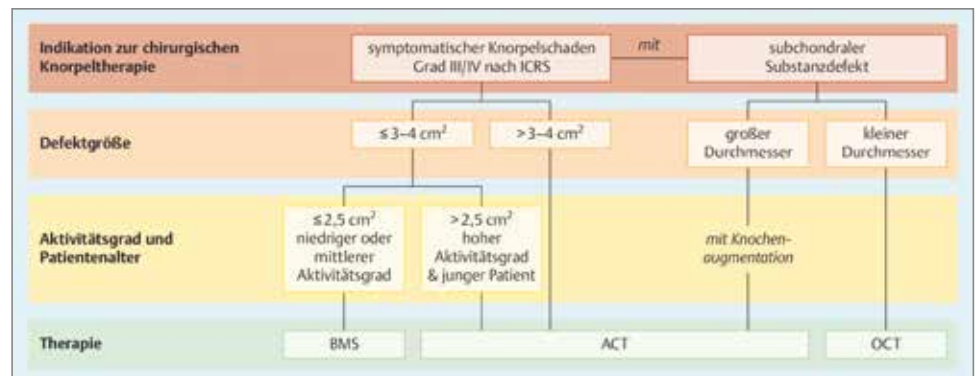 Indikation zur chirurgischen
Knorpeltherapie
symptomatischer Knorpelschaden
Grad III/IV nach ICRS
mit
subchondraler
Substanzdefekt
Defektgröße
≤ 3–4 cm²
> 3–4 cm²
großer
Durchmesser
kleiner
Durchmesser
Aktivitätsgrad und
Patientenalter
≤ 2,5 cm²
niedriger oder
mittlerer
Aktivitätsgrad
> 2,5 cm²
hoher
Aktivitätsgrad
& junger Patient
mit Knochen-
augmentation
Therapie
BMS
ACT
OCT